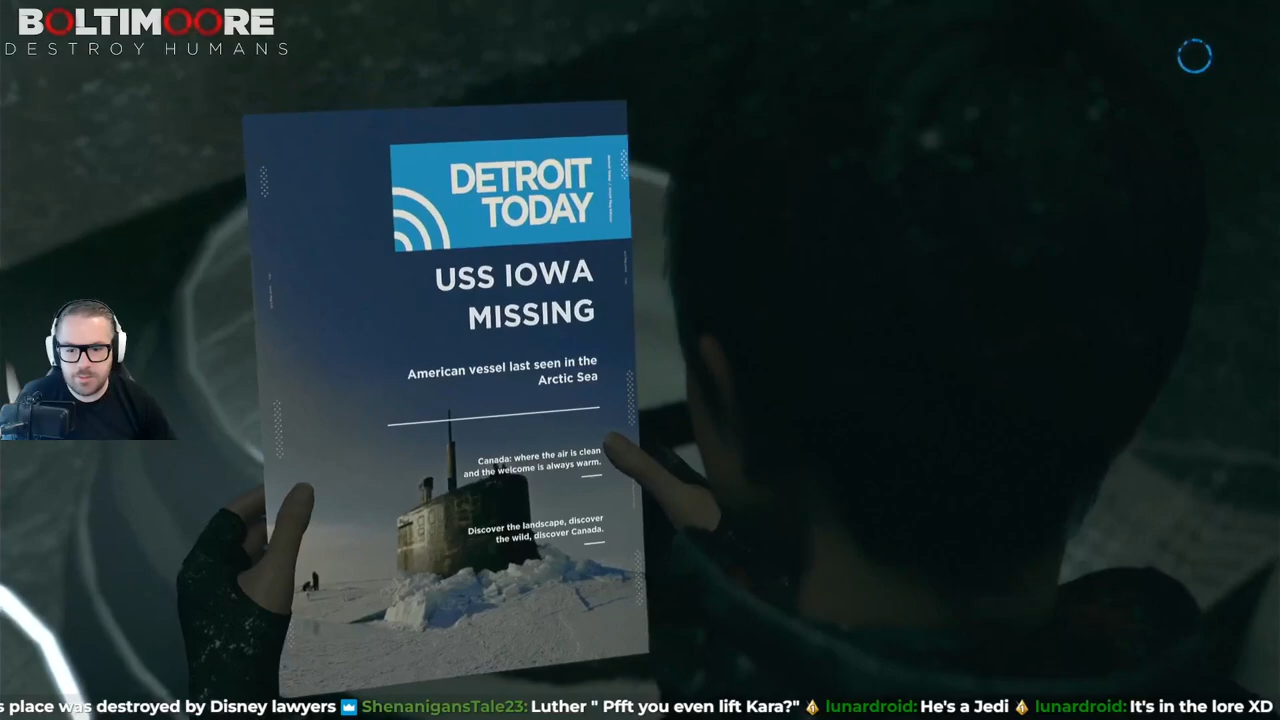 BOLTIMOORE
DESTROY HUMANS
DETROIT
TODAY
USS IOWA
MISSING
American vessel last seen in the
Arctic Sea
Canada: where the air is clean
and the welcome is always warm.
Discover the landscape, discover
the wild, discover Canada.
s place was destroyed by Disney lawyers ShenanigansTale23: Luther " Pfft you even lift Kara?" lunardroid: He's a Jedi lunardroid: It's in the lore XD